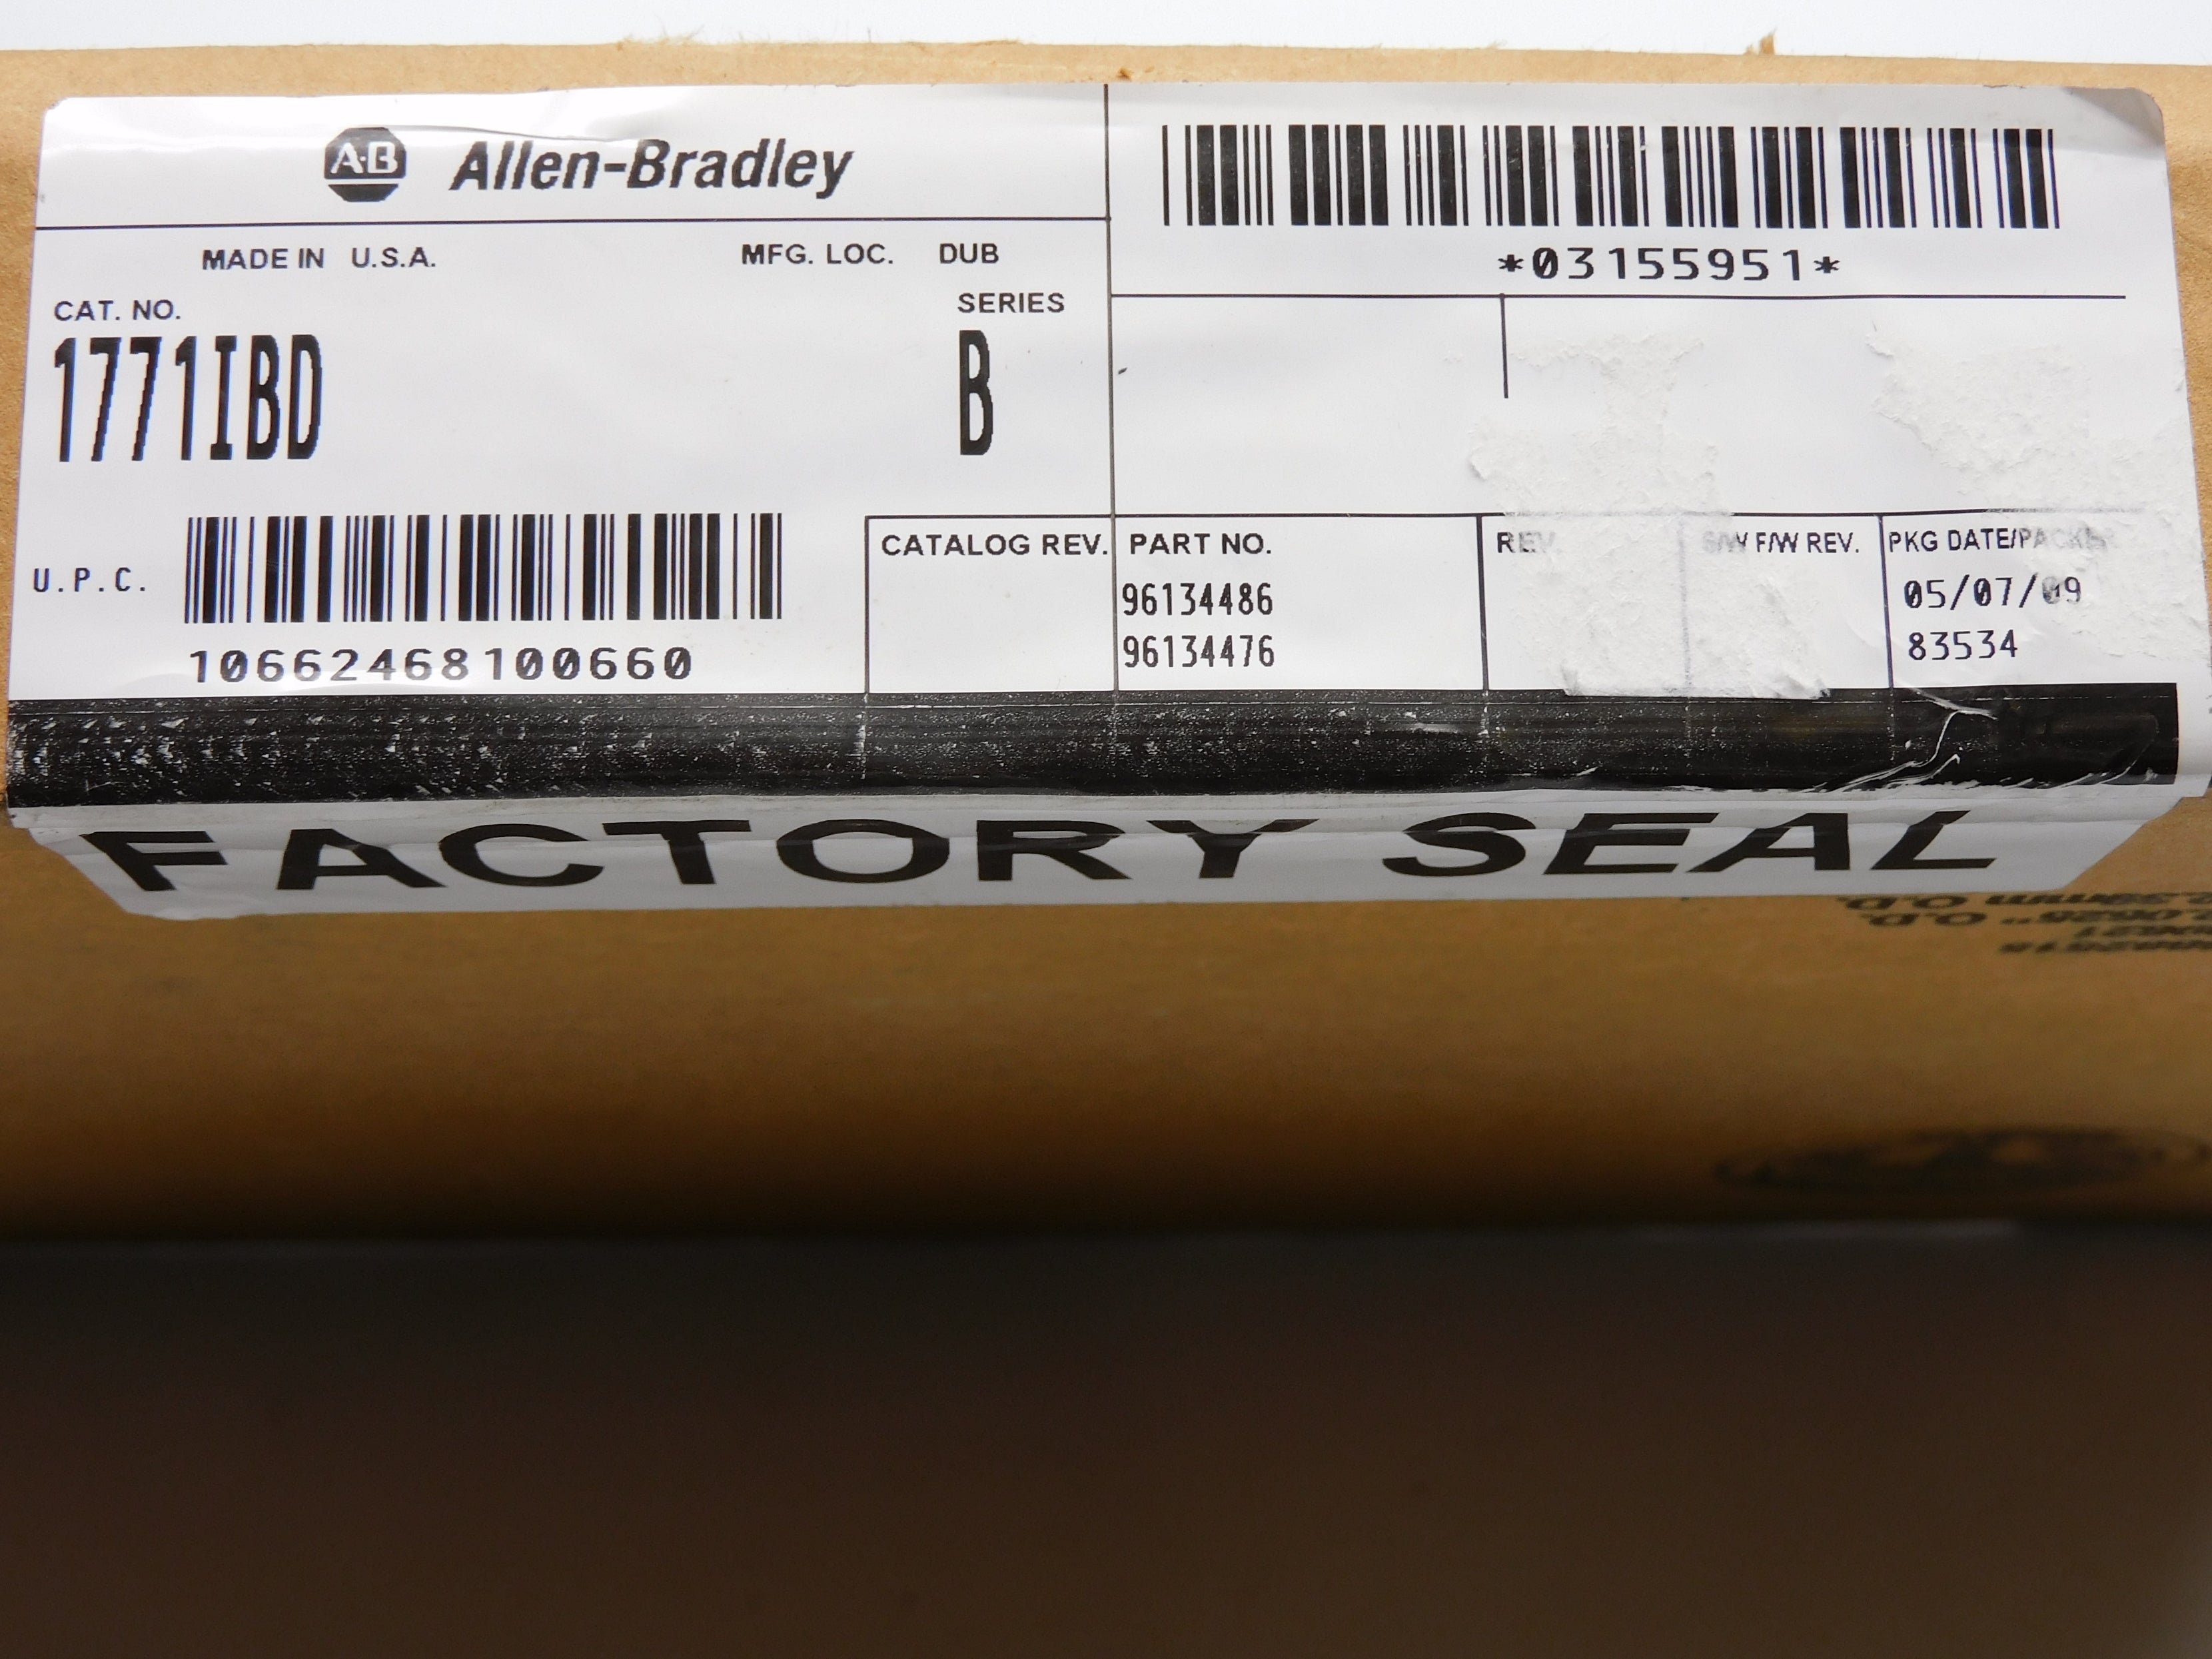 A·B Allen-Bradley
MADE IN U.S.A. MFG. LOC. DUB
CAT. NO. SERIES
1771IBD B
U.P.C.
10662468100660
*03155951*
CATALOG REV. PART NO. REV S/W F/W REV. PKG DATE/PACKER
96134486 05/07/09
96134476 83534
FACTORY SEAL